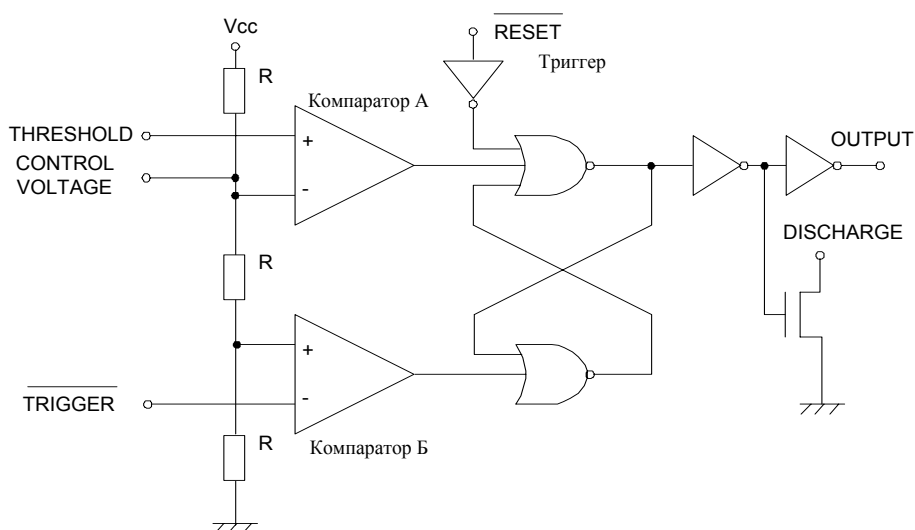 RESET
Vcc
Триггер
R
Компаратор А
THRESHOLD
+
OUTPUT
CONTROL
VOLTAGE
-
DISCHARGE
R
+
TRIGGER
-
R
Компаратор Б